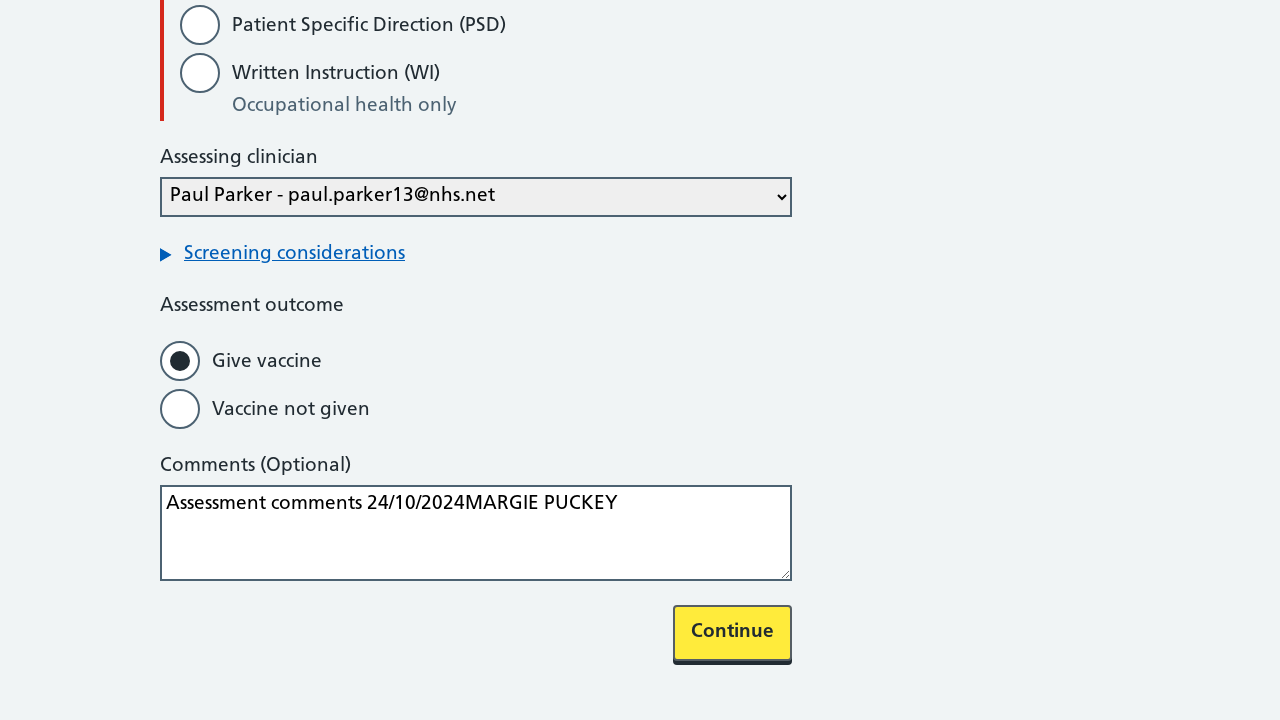 Patient Specific Direction (PSD)
Written Instruction (WI)
Occupational health only
Assessing clinician
Paul Parker - paul.parker13@nhs.net
Screening considerations
Assessment outcome
Give vaccine
Vaccine not given
Comments (Optional)
Assessment comments 24/10/2024MARGIE PUCKEY
Continue